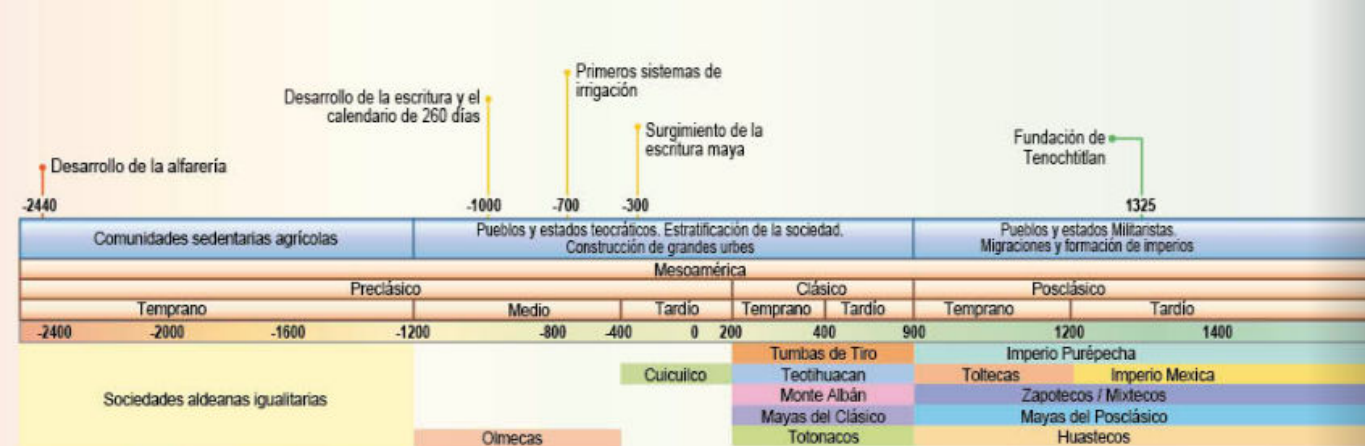 Primeros sistemas de
irrigación
Desarrollo de la escritura y el
calendario de 260 días
Surgimiento de la
escritura maya
Fundación de
Tenochtitlan
Desarrollo de la alfarería
-2440
-1000
-700
-300
1325
Comunidades sedentarias agrícolas
Pueblos y estados teocráticos. Estratificación de la sociedad.
Construcción de grandes urbes
Pueblos y estados Militaristas.
Migraciones y formación de imperios
Mesoamérica
Preclásico
Clásico
Posclásico
Temprano
Medio
Tardío
Temprano
Tardío
Temprano
Tardío
-2400 -2000 -1600 -1200 -800 -400 0 200 400 900 1200 1400
Tumbas de Tiro
Imperio Purépecha
Cuicuilco
Teotihuacan
Toltecas
Imperio Mexica
Sociedades aldeanas igualitarias
Monte Albán
Zapotecos / Mixtecos
Mayas del Clásico
Mayas del Posclásico
Olmecas
Totonacos
Huastecos